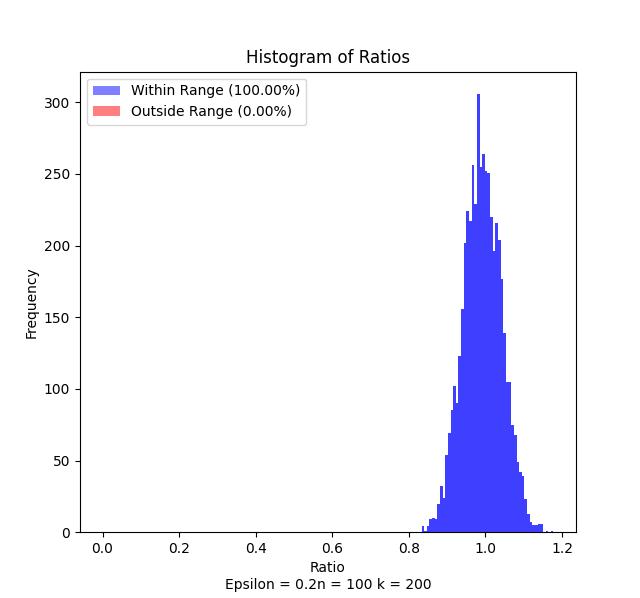 Histogram of Ratios
Within Range (100.00%)
Outside Range (0.00%)
300
250
200
150
100
50
0
Frequency
0.0 0.2 0.4 0.6 0.8 1.0 1.2
Ratio
Epsilon = 0.2n = 100 k = 200